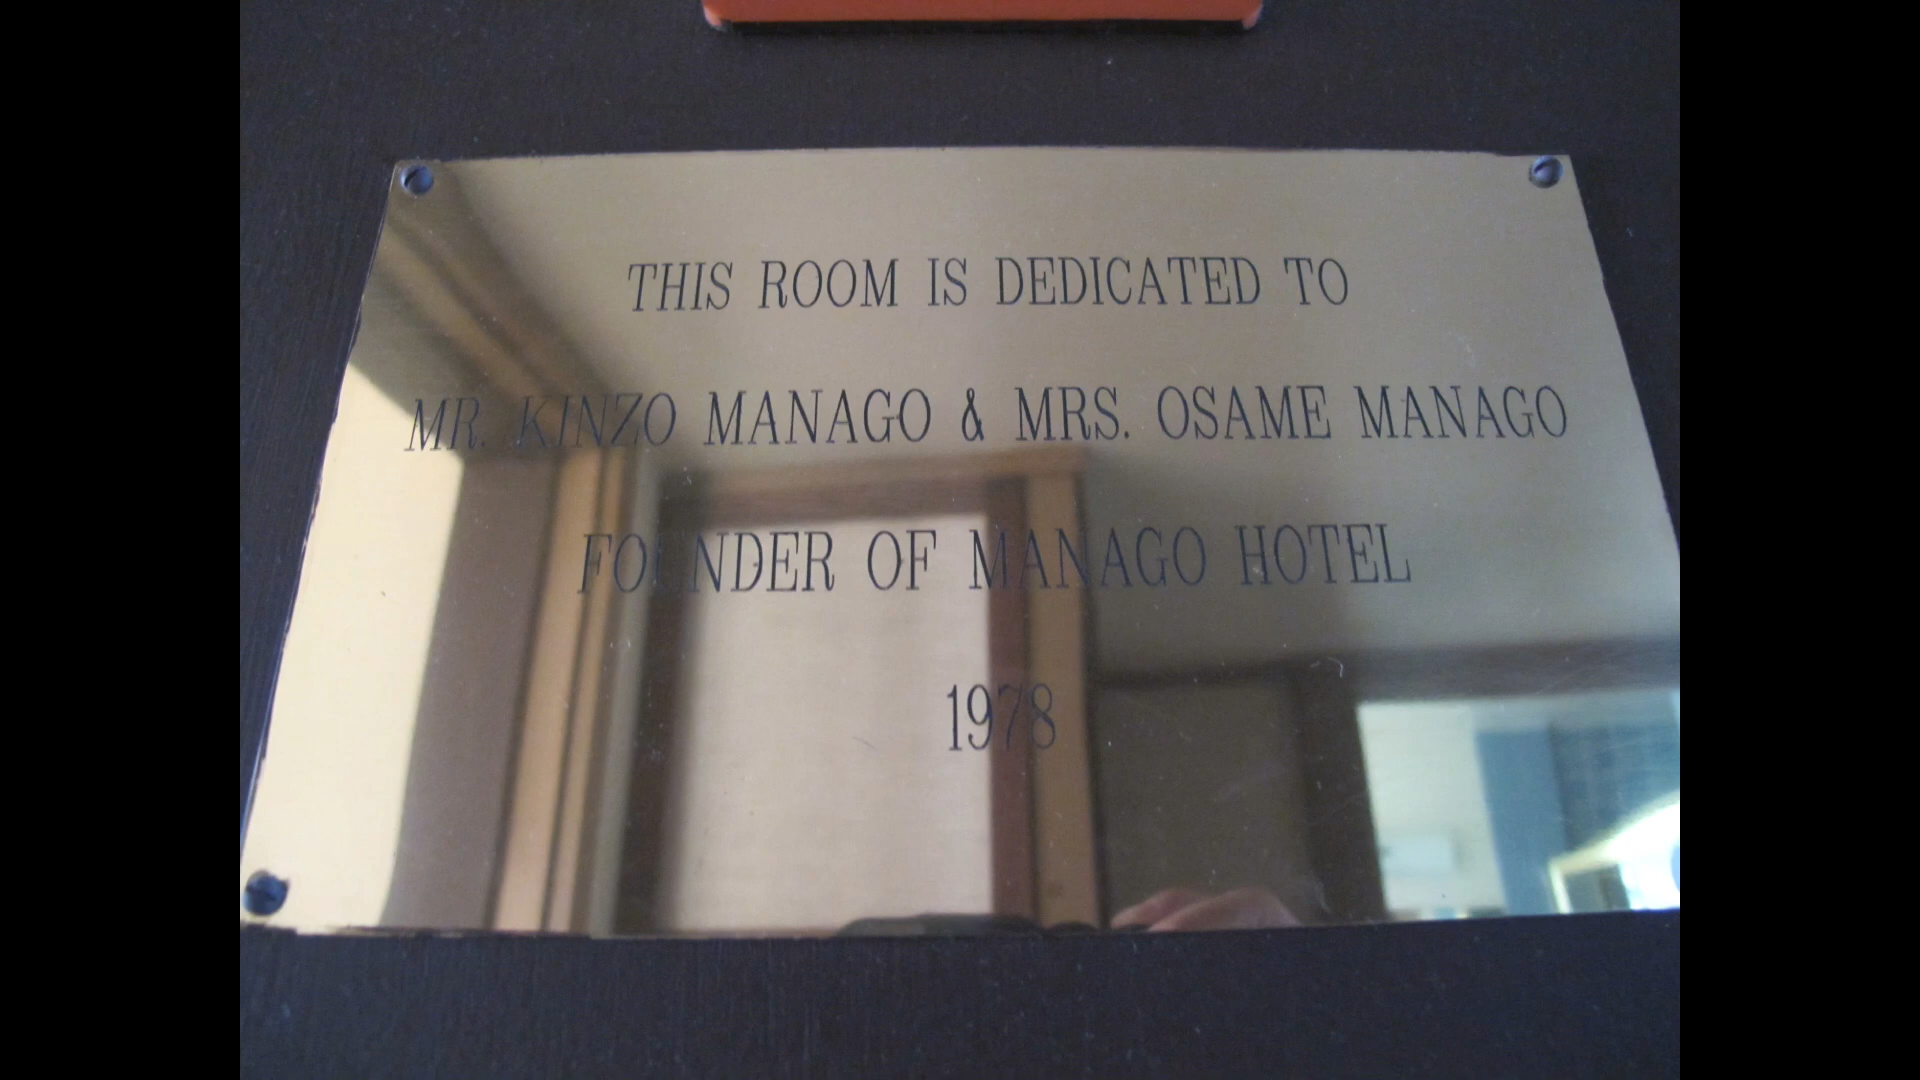 THIS ROOM IS DEDICATED TO
MR. KINZO MANAGO & MRS. OSAME MANAGO
FOUNDER OF MANAGO HOTEL
1978